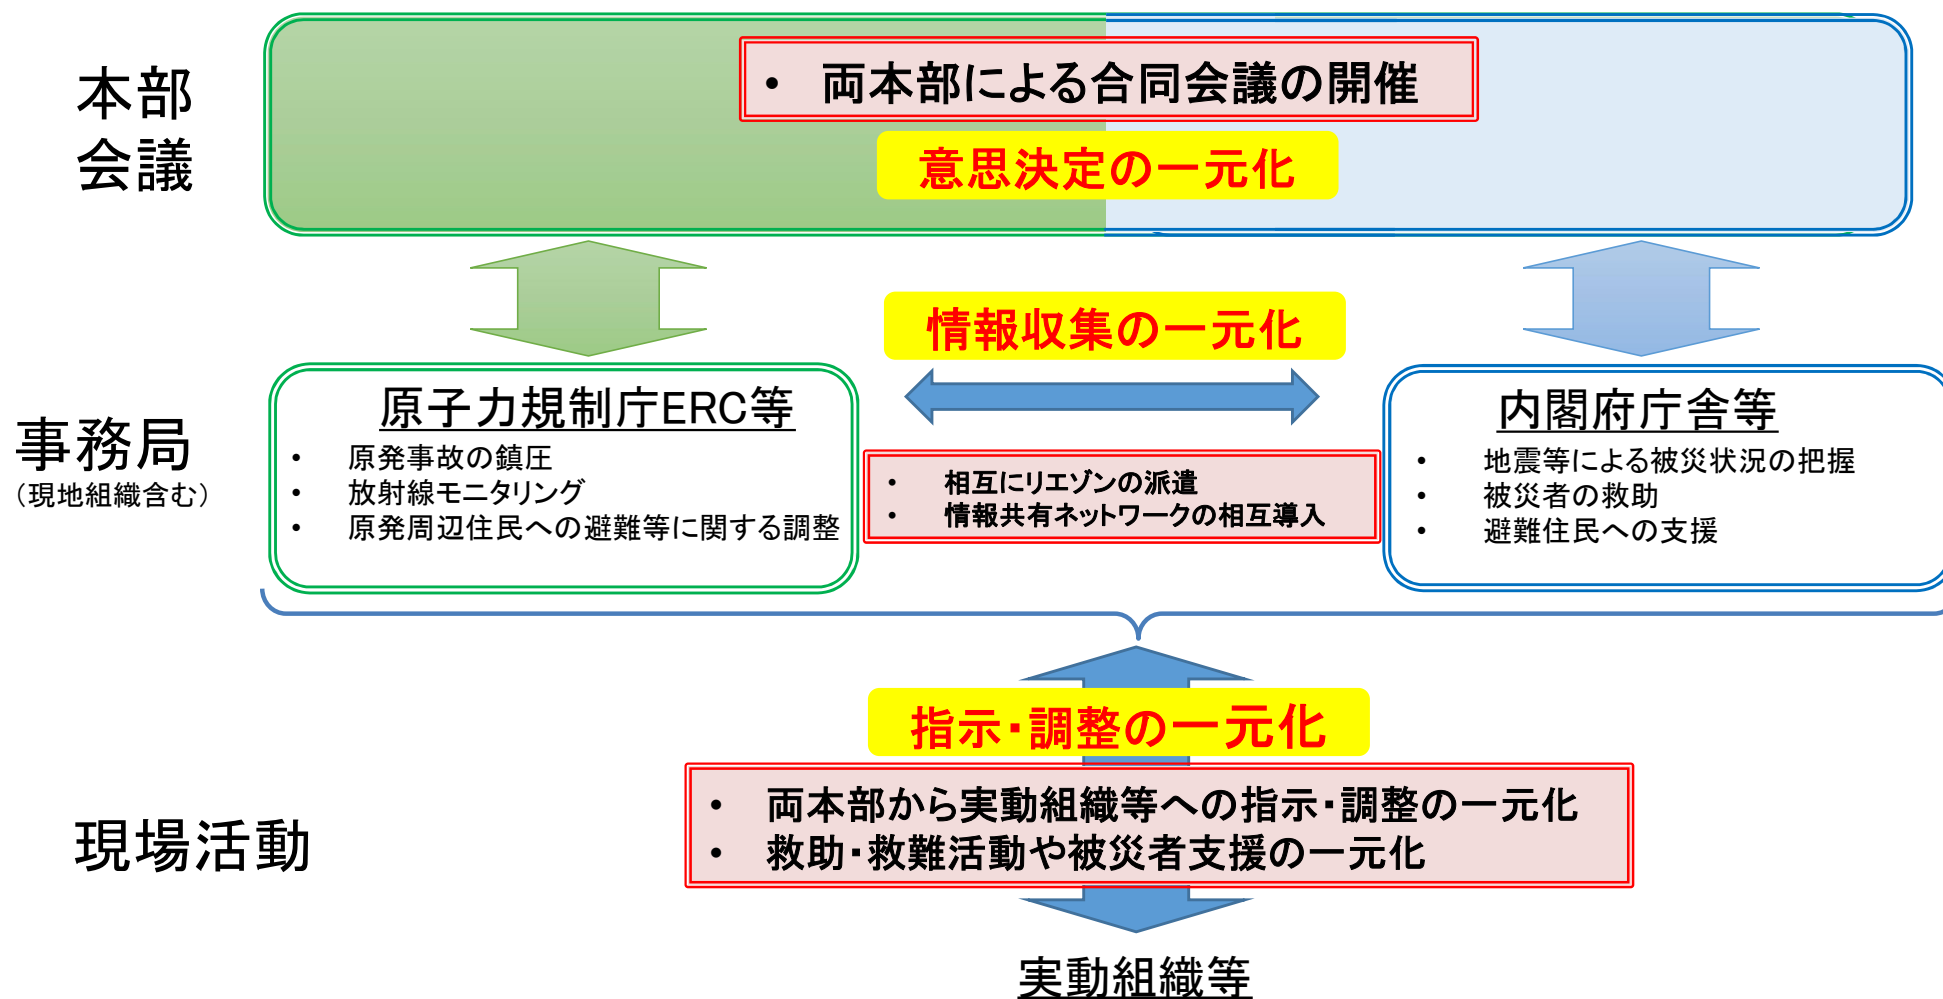 本部
会議
• 両本部による合同会議の開催
意思決定の一元化
情報収集の一元化
事務局
（現地組織含む）
原子力規制庁ERC等
• 原発事故の鎮圧
• 放射線モニタリング
• 原発周辺住民への避難等に関する調整
• 相互にリエゾンの派遣
• 情報共有ネットワークの相互導入
内閣府庁舎等
• 地震等による被災状況の把握
• 被災者の救助
• 避難住民への支援
指示・調整の一元化
現場活動
• 両本部から実動組織等への指示・調整の一元化
• 救助・救難活動や被災者支援の一元化
実動組織等